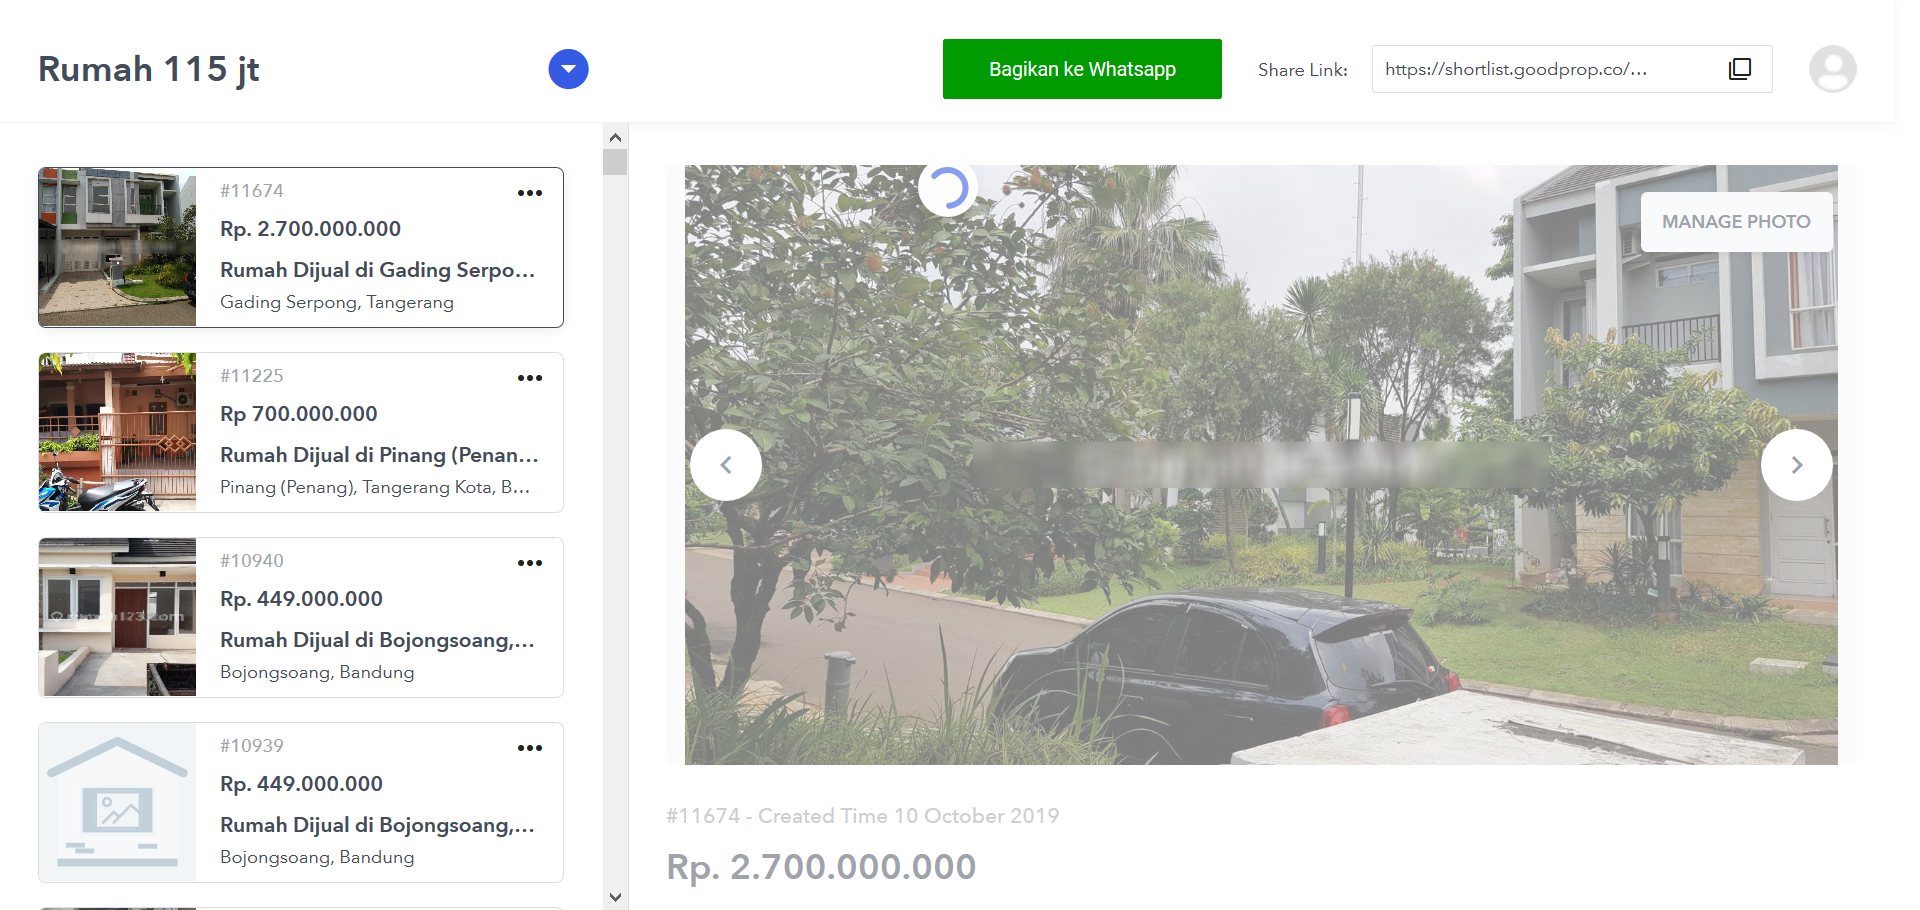 Rumah 115 jt
Bagikan ke Whatsapp
Share Link:
https://shortlist.goodprop.co/...
#11674
Rp. 2.700.000.000
Rumah Dijual di Gading Serpo...
Gading Serpong, Tangerang
#11225
Rp 700.000.000
Rumah Dijual di Pinang (Penan...
Pinang (Penang), Tangerang Kota, B...
#10940
Rp. 449.000.000
Rumah Dijual di Bojongsoang,...
Bojongsoang, Bandung
#10939
Rp. 449.000.000
Rumah Dijual di Bojongsoang,...
Bojongsoang, Bandung
MANAGE PHOTO
#11674 - Created Time 10 October 2019
Rp. 2.700.000.000